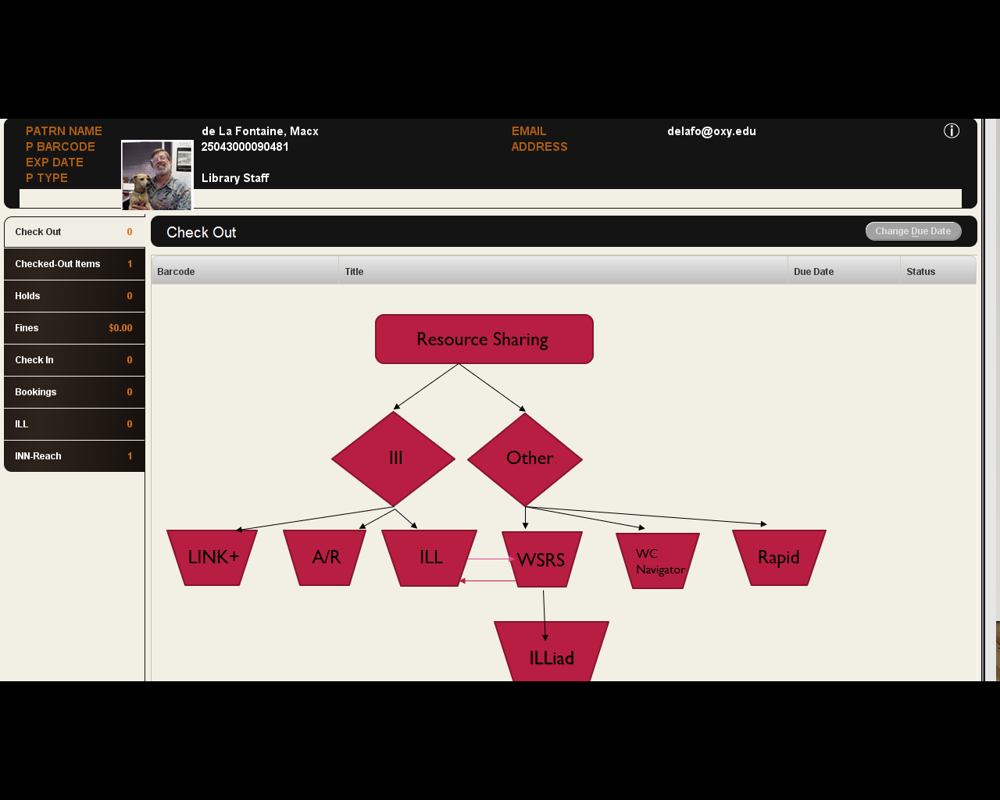 PATRN NAME de La Fontaine, Macx EMAIL delafo@oxy.edu
P BARCODE 25043000090481 ADDRESS
EXP DATE
P TYPE Library Staff
Check Out 0
Checked-Out Items 1
Holds 0
Fines $0.00
Check In 0
Bookings 0
ILL 0
INN-Reach 1
Check Out Change Due Date
Barcode Title Due Date Status
Resource Sharing
III Other
LINK+ A/R ILL WSRS WC Navigator Rapid
ILLiad